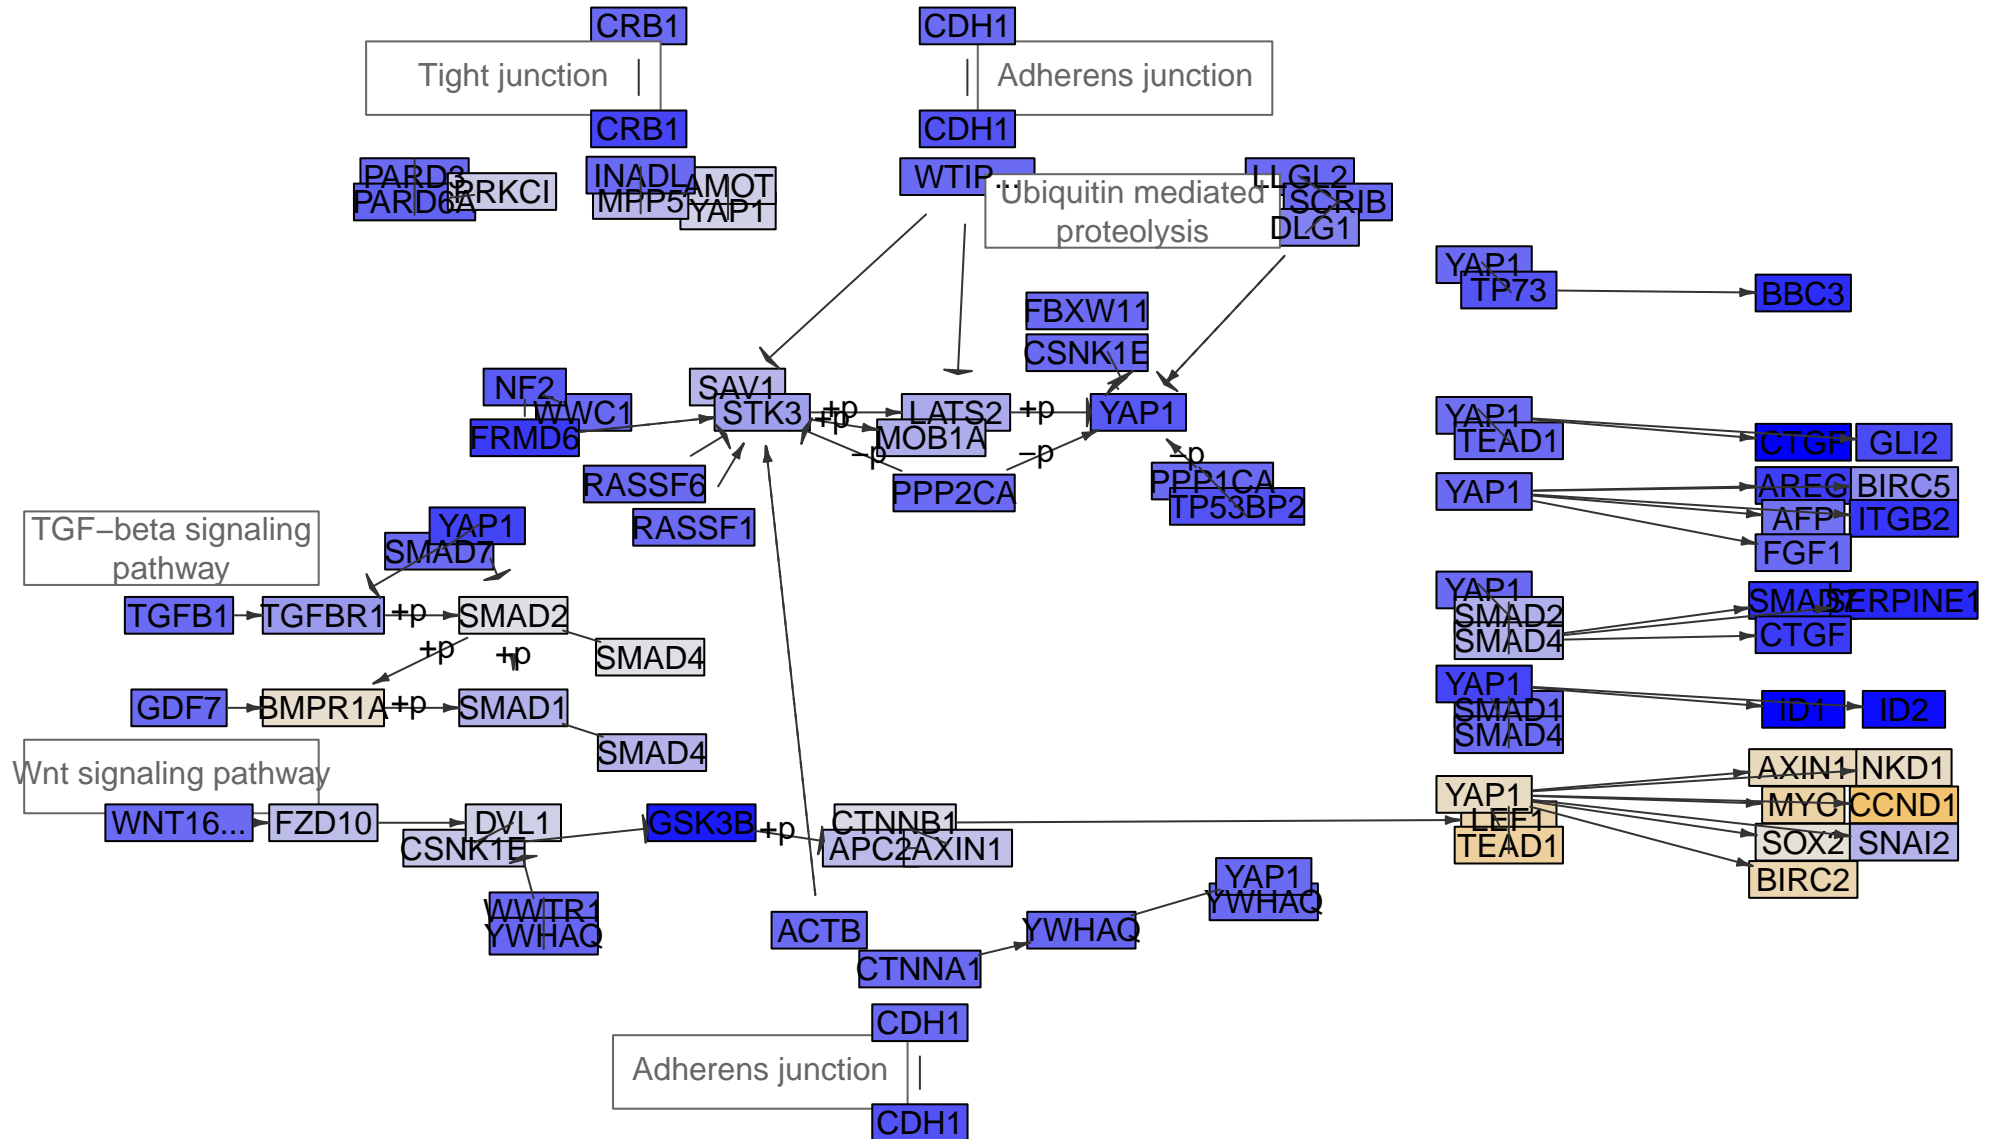 CRB1
CDH1
Tight junction
Adherens junction
CRB1
CDH1
PARD3
PARD6A
PRKCI
INADL
MPP5
AMOT
YAP1
WTIP...
Ubiquitin mediated
proteolysis
LLGL2
SCRIB
DLG1
YAP1
TP73
BBC3
FBXW11
CSNK1E
NF2
WWC1
FRMD6
SAV1
STK3
+p
+p
LATS2
MOB1A
+p
YAP1
−p
−p
−p
RASSF6
RASSF1
PPP2CA
PPP1CA
TP53BP2
YAP1
TEAD1
CTGF
GLI2
YAP1
AREG
BIRC5
AFP
ITGB2
FGF1
TGF−beta signaling
pathway
YAP1
SMAD7
TGFB1
TGFBR1
+p
SMAD2
+p
+p
SMAD4
YAP1
SMAD2
SMAD4
SMAD7
SERPINE1
CTGF
GDF7
BMPR1A
+p
SMAD1
SMAD4
YAP1
SMAD1
SMAD4
ID1
ID2
Wnt signaling pathway
WNT16...
FZD10
DVL1
CSNK1E
GSK3B
+p
CTNNB1
APC2
AXIN1
YAP1
LEF1
TEAD1
AXIN1
NKD1
MYC
CCND1
SOX2
SNAI2
BIRC2
WWTR1
YWHAQ
ACTB
CTNNA1
YWHAQ
YAP1
YWHAQ
CDH1
Adherens junction
CDH1